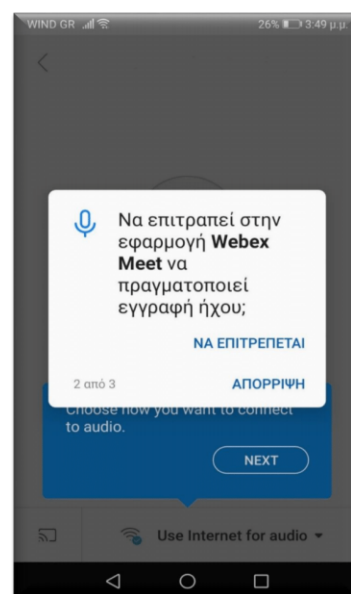 WIND GR 26% 3:49 μ.μ.
Να επιτραπεί στην
εφαρμογή Webex
Meet να
πραγματοποιεί
εγγραφή ήχου;
ΝΑ ΕΠΙΤΡΕΠΕΤΑΙ
2 από 3 ΑΠΟΡΡΙΨΗ
Choose how you want to connect
to audio.
NEXT
Use Internet for audio